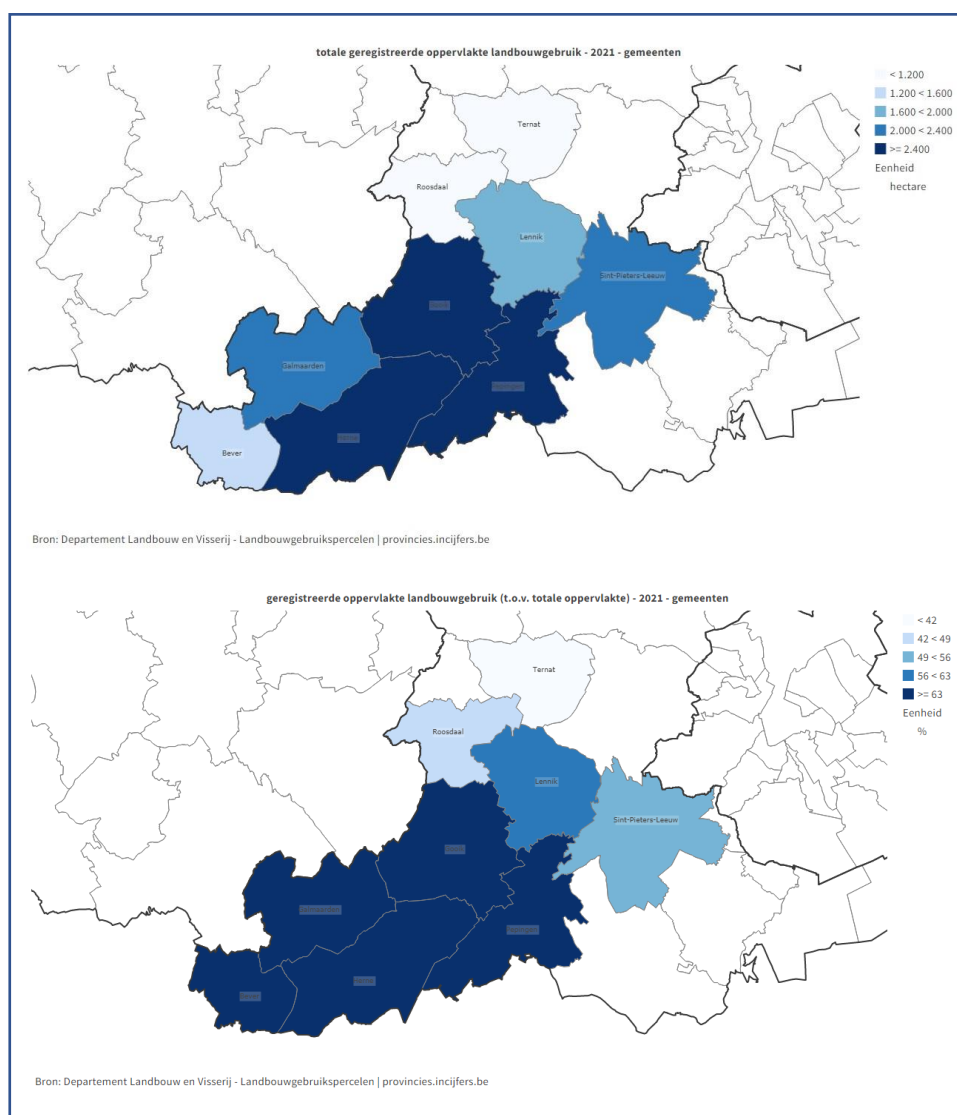 totale geregistreerde oppervlakte landbouwgebruik - 2021 - gemeenten
< 1.200
1.200 < 1.600
1.600 < 2.000
2.000 < 2.400
>= 2.400
Eenheid
hectare
Ternat
Roosdaal
Lennik
Sint-Pieters-Leeuw
Galmaarden
Bever
Bron: Departement Landbouw en Visserij - Landbouwgebruikspercelen | provincies.incijfers.be
geregistreerde oppervlakte landbouwgebruik (t.o.v. totale oppervlakte) - 2021 - gemeenten
< 42
42 < 49
49 < 56
56 < 63
>= 63
Eenheid
%
Ternat
Roosdaal
Lennik
Sint-Pieters-Leeuw
Galmaarden
Bron: Departement Landbouw en Visserij - Landbouwgebruikspercelen | provincies.incijfers.be